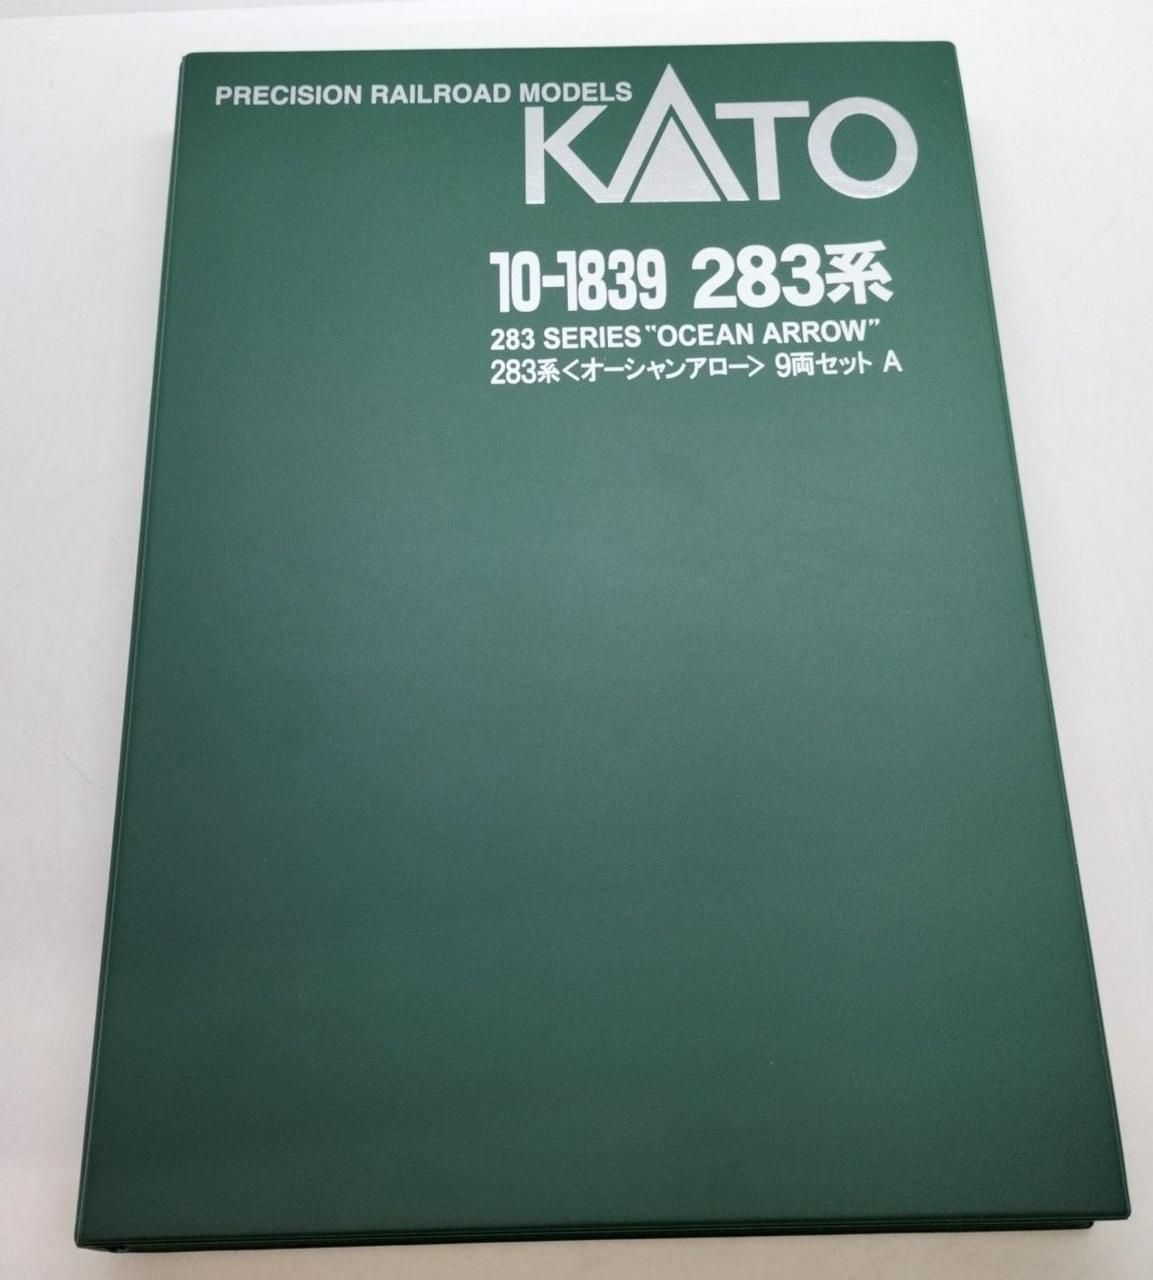 PRECISION RAILROAD MODELS
KATO
10-1839 283系
283 SERIES "OCEAN ARROW"
283系<オーシャンアロー> 9両セット A